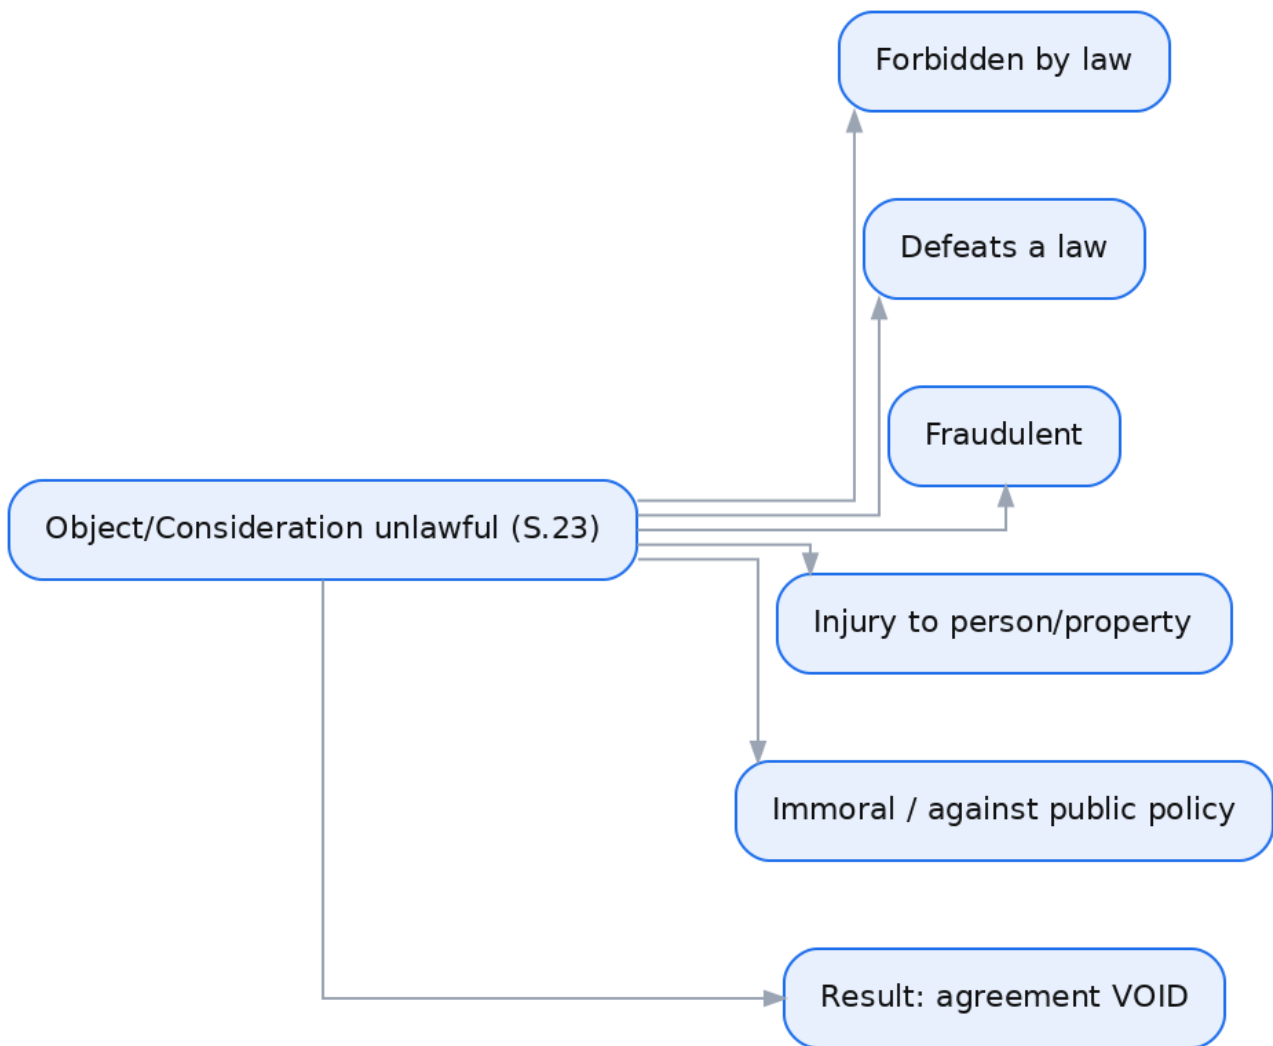 Forbidden by law
Defeats a law
Fraudulent
Object/Consideration unlawful (S.23)
Injury to person/property
Immoral / against public policy
Result: agreement VOID